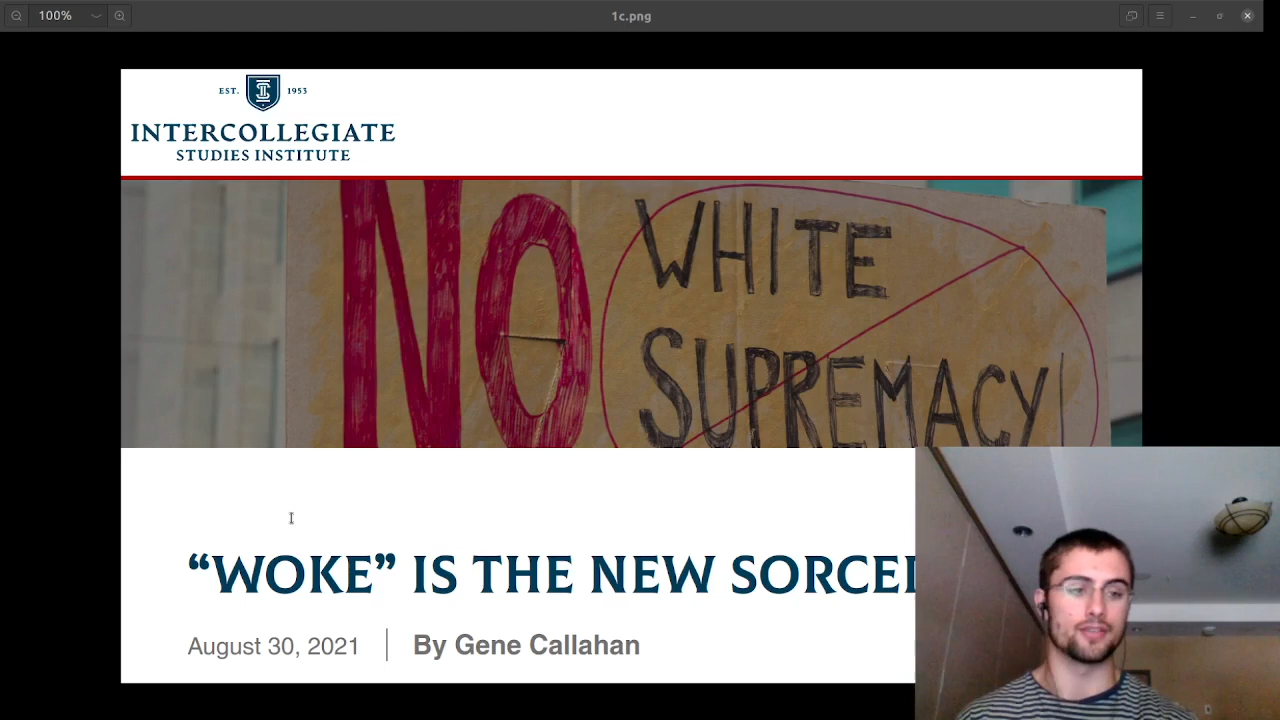 100%
1c.png
EST. 1953
INTERCOLLEGIATE
STUDIES INSTITUTE
NO WHITE
SUPREMACY!
“WOKE” IS THE NEW
August 30, 2021
By Gene Callahan